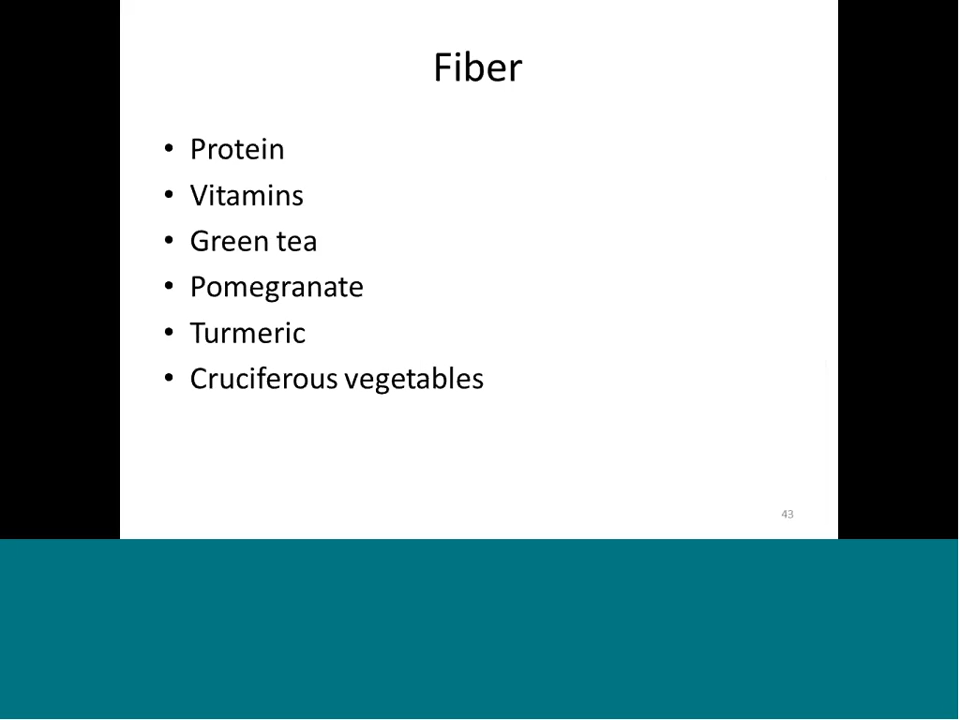 Fiber
• Protein
• Vitamins
• Green tea
• Pomegranate
• Turmeric
• Cruciferous vegetables
43